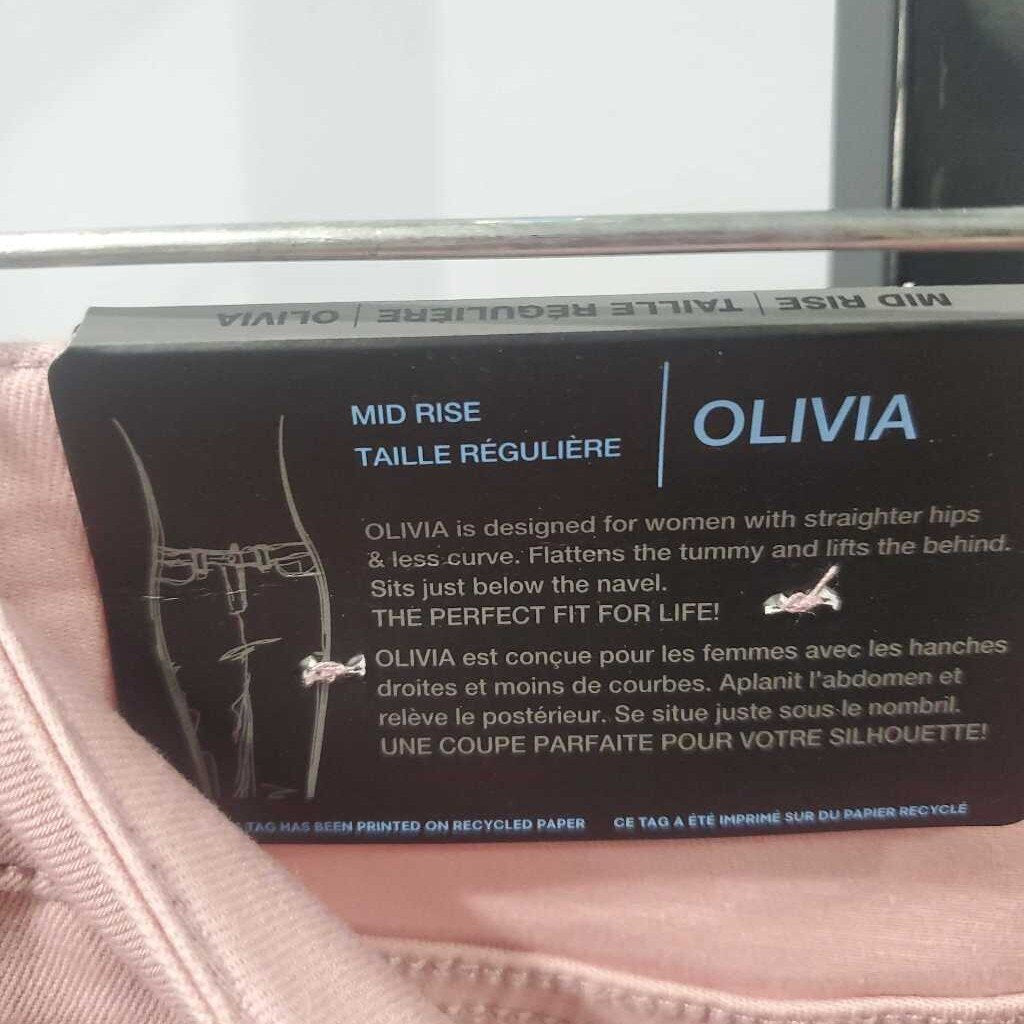 MID RISE | TAILLE RÉGULIÈRE | OLIVIA
MID RISE
TAILLE RÉGULIÈRE
OLIVIA
OLIVIA is designed for women with straighter hips
& less curve. Flattens the tummy and lifts the behind.
Sits just below the navel.
THE PERFECT FIT FOR LIFE!
OLIVIA est conçue pour les femmes avec les hanches
droites et moins de courbes. Aplanit l'abdomen et
relève le postérieur. Se situe juste sous le nombril.
UNE COUPE PARFAITE POUR VOTRE SILHOUETTE!
TAG HAS BEEN PRINTED ON RECYCLED PAPER
CE TAG A ÉTÉ IMPRIMÉ SUR DU PAPIER RECYCLÉ